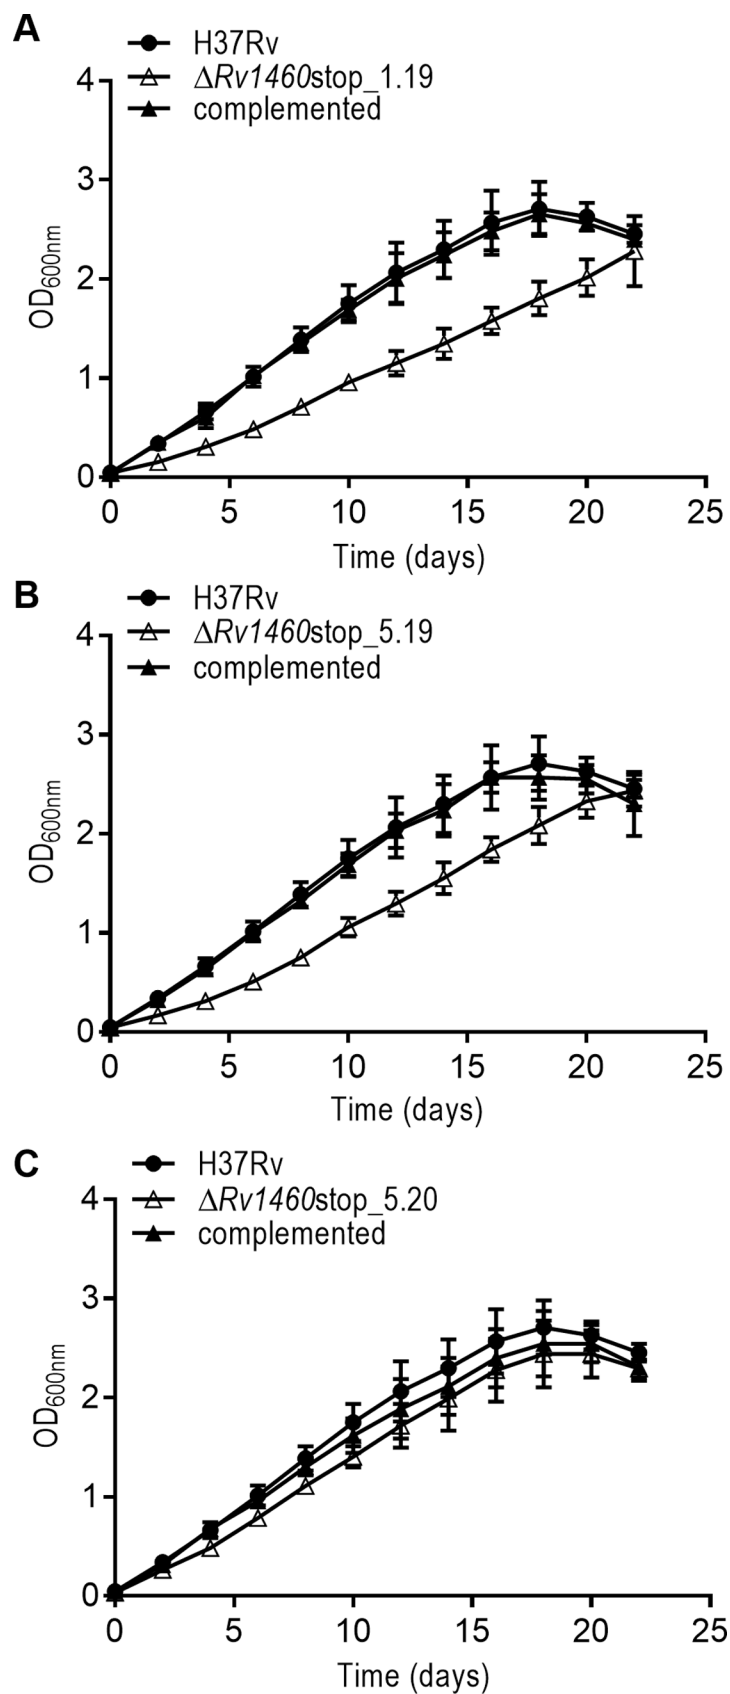 A
H37Rv
ΔRv1460stop_1.19
complemented
4
3
2
1
0
OD600nm
0 5 10 15 20 25
Time (days)
B
H37Rv
ΔRv1460stop_5.19
complemented
4
3
2
1
0
OD600nm
0 5 10 15 20 25
Time (days)
C
H37Rv
ΔRv1460stop_5.20
complemented
4
3
2
1
0
OD600nm
0 5 10 15 20 25
Time (days)